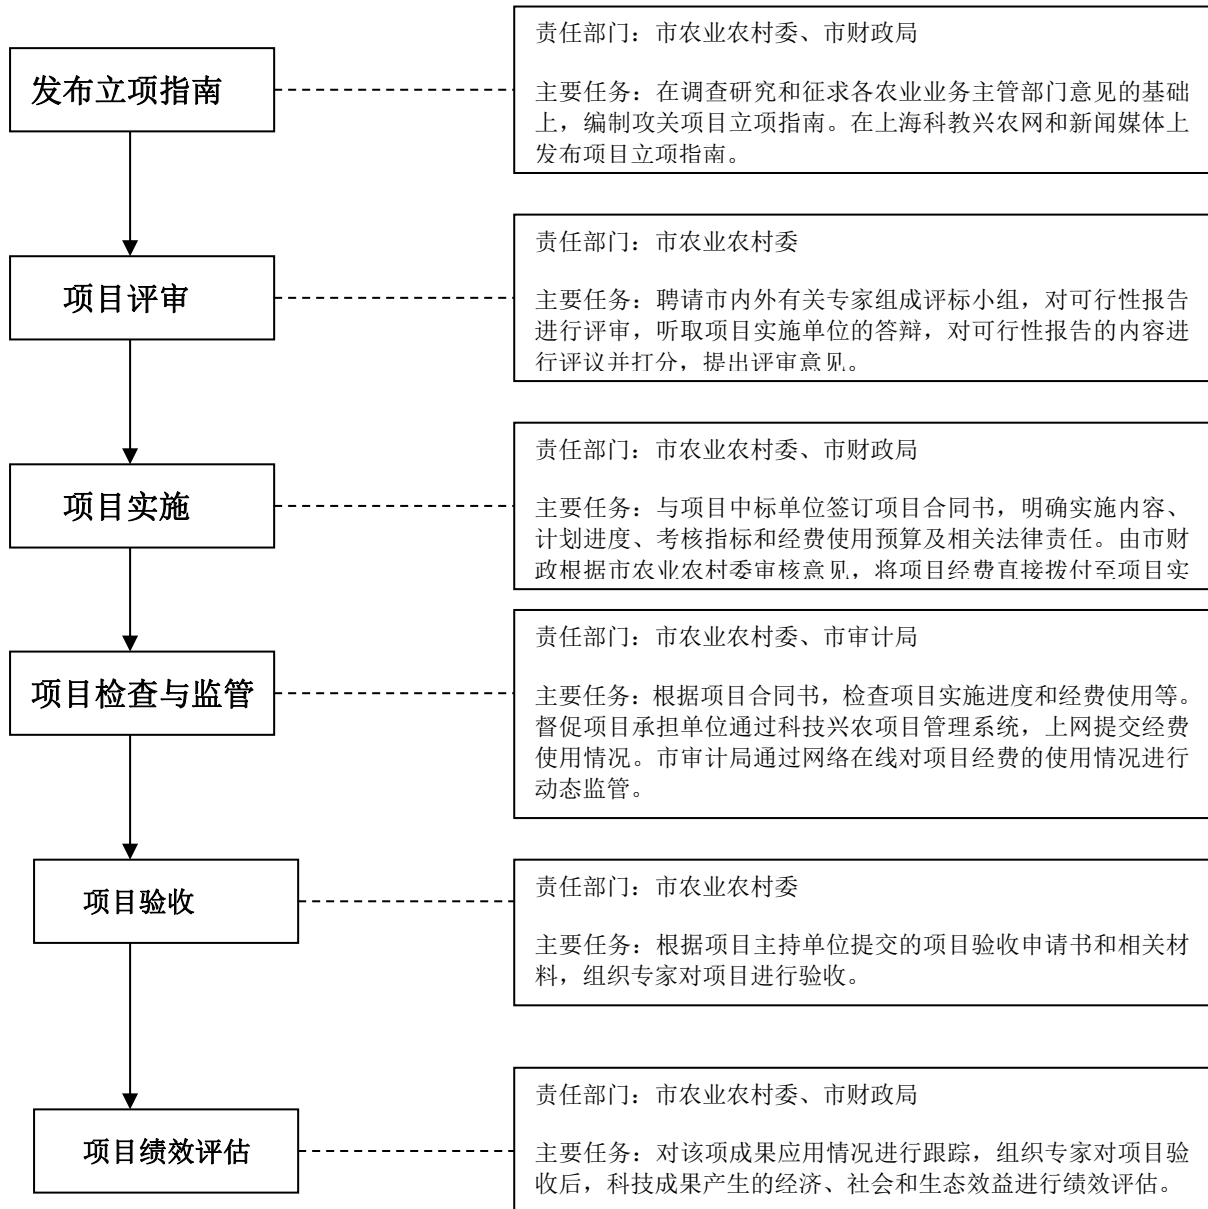 发布立项指南
责任部门：市农业农村委、市财政局
主要任务：在调查研究和征求各农业业务主管部门意见的基础
上，编制攻关项目立项指南。在上海科教兴农网和新闻媒体上
发布项目立项指南。
项目评审
责任部门：市农业农村委
主要任务：聘请市内外有关专家组成评标小组，对可行性报告
进行评审，听取项目实施单位的答辩，对可行性报告的内容进
行评议并打分，提出评审意见。
项目实施
责任部门：市农业农村委、市财政局
主要任务：与项目中标单位签订项目合同书，明确实施内容、
计划进度、考核指标和经费使用预算及相关法律责任。由市财
政根据市农业农村委审核意见，将项目经费直接拨付至项目实
项目检查与监管
责任部门：市农业农村委、市审计局
主要任务：根据项目合同书，检查项目实施进度和经费使用等。
督促项目承担单位通过科技兴农项目管理系统，上网提交经费
使用情况。市审计局通过网络在线对项目经费的使用情况进行
动态监管。
项目验收
责任部门：市农业农村委
主要任务：根据项目主持单位提交的项目验收申请书和相关材
料，组织专家对项目进行验收。
项目绩效评估
责任部门：市农业农村委、市财政局
主要任务：对该项成果应用情况进行跟踪，组织专家对项目验
收后，科技成果产生的经济、社会和生态效益进行绩效评估。